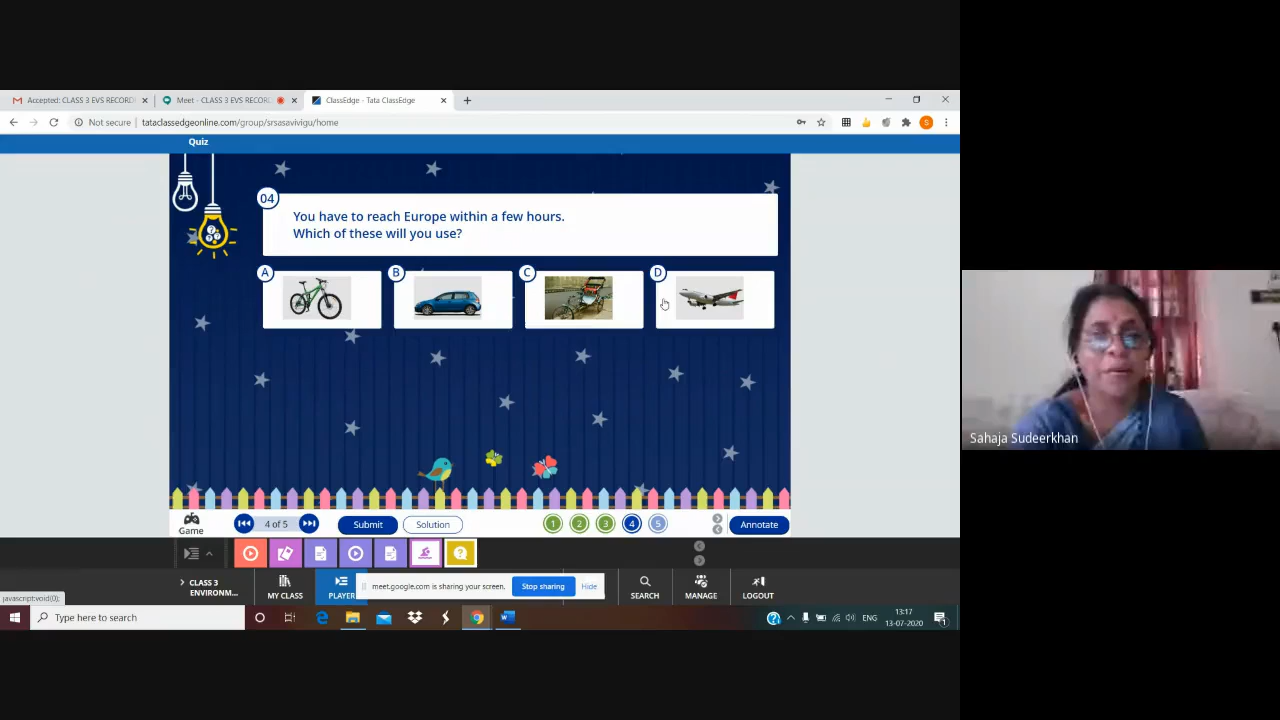 Accepted: CLASS 3 EVS RECORD
Meet - CLASS 3 EVS RECOR
ClassEdge - Tata ClassEdge
Not secure | tataclassedgeonline.com/group/srsasavivigu/home
S
Quiz
04
You have to reach Europe within a few hours.
Which of these will you use?
A
B
C
D
Sahaja Sudeerkhan
Game
4 of 5
Submit
Solution
1
2
3
4
5
Annotate
CLASS 3
ENVIRONM...
MY CLASS
PLAYER
meet.google.com is sharing your screen.
Stop sharing
Hide
SEARCH
MANAGE
LOGOUT
javascript:void(0);
Type here to search
ENG
13:17
13-07-2020